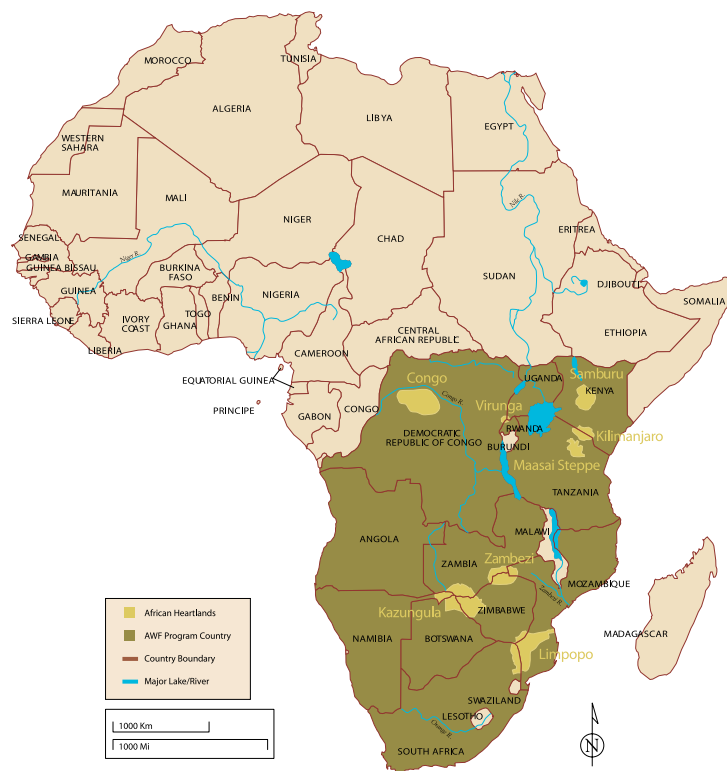 MOROCCO
TUNISIA
ALGERIA
LIBYA
EGYPT
WESTERN
SAHARA
MAURITANIA
MALI
NIGER
CHAD
SUDAN
Nile R.
ERITREA
SENEGAL
GAMBIA
GUINEA BISSAU
GUINEA
SIERRA LEONE
LIBERIA
IVORY
COAST
BURKINA
FASO
GHANA
TOGO
BENIN
NIGERIA
Niger R.
DJIBOUTI
SOMALIA
ETHIOPIA
CENTRAL
AFRICAN REPUBLIC
CAMEROON
EQUATORIAL GUINEA
PRINCIPE
GABON
CONGO
Congo
Congo R.
DEMOCRATIC
REPUBLIC OF CONGO
UGANDA
Samburu
KENYA
Virunga
RWANDA
BURUNDI
Kilimanjaro
Maasai Steppe
TANZANIA
ANGOLA
MALAWI
ZAMBIA
Zambezi
MOZAMBIQUE
Zambezi R.
Kazungula
ZIMBABWE
NAMIBIA
BOTSWANA
Limpopo
MADAGASCAR
SWAZILAND
LESOTHO
Orange R.
SOUTH AFRICA
African Heartlands
AWF Program Country
Country Boundary
Major Lake/River
1000 Km
1000 Mi
N